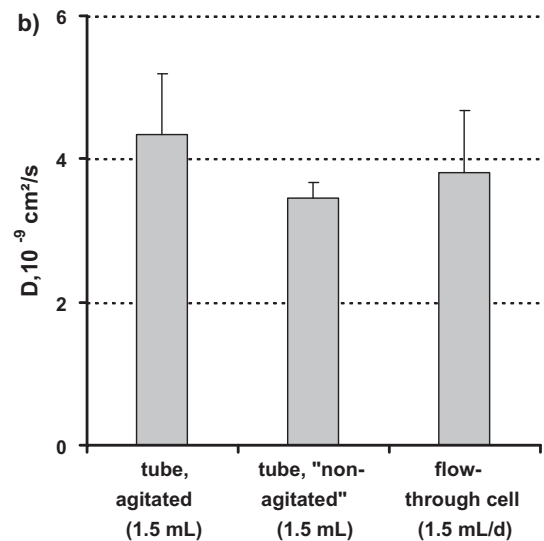 b)
6
4
2
0
D,10⁻⁹ cm²/s
tube,
agitated
(1.5 mL)
tube, "non-
agitated"
(1.5 mL)
flow-
through cell
(1.5 mL/d)